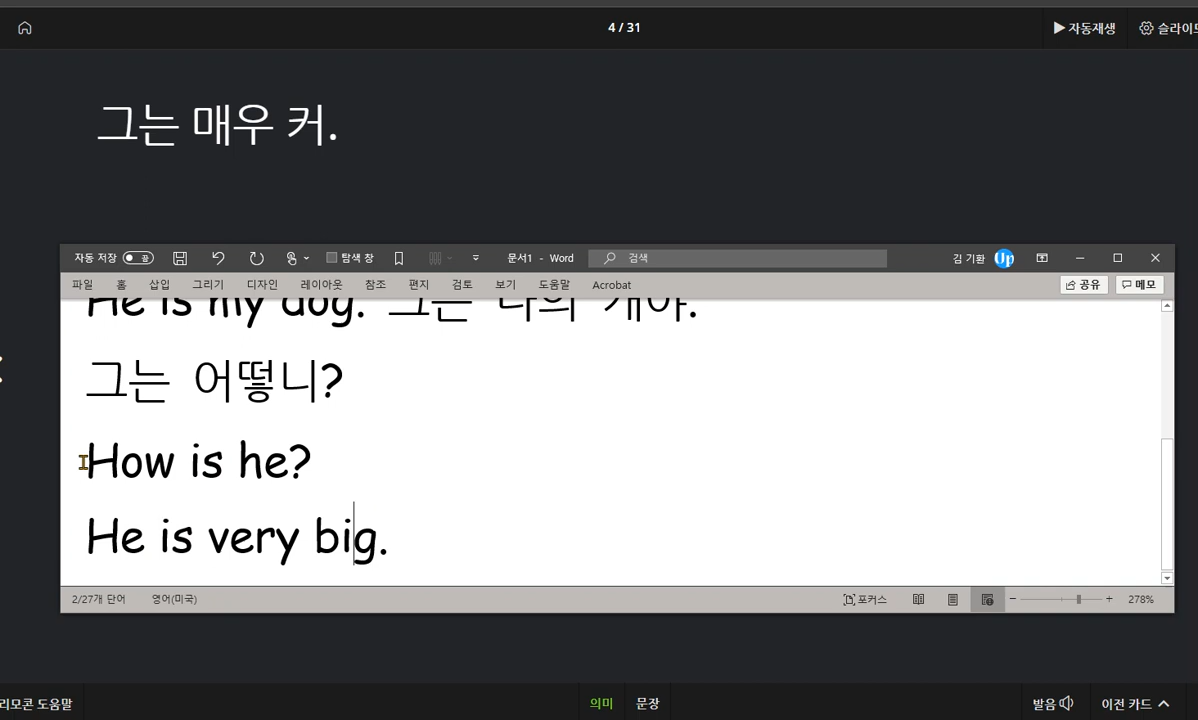 4 / 31
▶ 자동재생
슬라이드
그는 매우 커.
자동 저장 끔
탐색 창
문서1 - Word
검색
김 기환
Up
파일 홈 삽입 그리기 디자인 레이아웃 참조 편지 검토 보기 도움말 Acrobat
공유
메모
He is my dog. 그는 나의 개야.
그는 어떻니?
How is he?
He is very big.
2/27개 단어 영어(미국)
포커스
278%
리모콘 도움말
의미 문장
발음
이전 카드